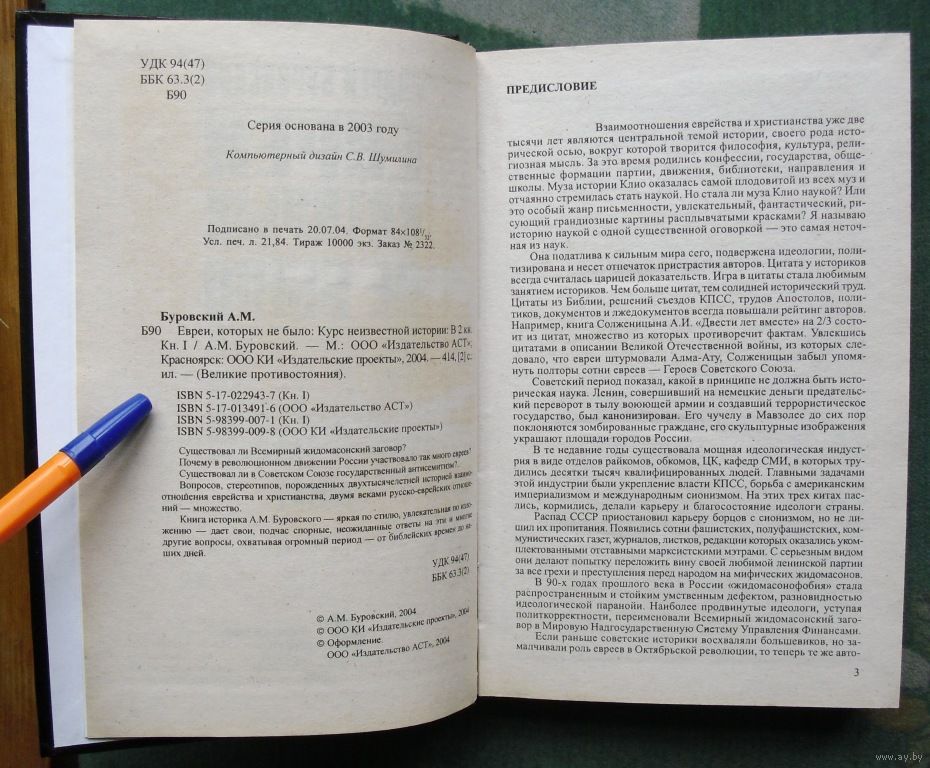 УДК 94(47)
ББК 63.3(2)
Б90
Серия основана в 2003 году
Компьютерный дизайн С.В. Шумилина
Подписано в печать 20.07.04. Формат 84×108 1/32.
Усл. печ. л. 21,84. Тираж 10000 экз. Заказ № 2322.
Буровский А.М.
Б90 Евреи, которых не было: Курс неизвестной истории: В 2 кн.
Кн. I / А.М. Буровский. — М.: ООО «Издательство АСТ»;
Красноярск: ООО КИ «Издательские проекты», 2004. — 414, [2] с:
ил. — (Великие противостояния).
ISBN 5-17-022943-7 (Кн. I)
ISBN 5-17-013491-6 (ООО «Издательство АСТ»)
ISBN 5-98399-007-1 (Кн. I)
ISBN 5-98399-009-8 (ООО КИ «Издательские проекты»)
Существовал ли Всемирный жидомасонский заговор?
Почему в революционном движении России участвовало так много евреев?
Существовал ли в Советском Союзе государственный антисемитизм?
Вопросов, стереотипов, порожденных двухтысячелетней историей взаимо-
отношения еврейства и христианства, двумя веками русско-еврейских отноше-
ний — множество.
Книга историка А.М. Буровского — яркая по стилю, увлекательная по изло-
жению — дает свои, подчас спорные, неожиданные ответы на эти и многие
другие вопросы, охватывая огромный период — от библейских времен до на-
ших дней.
УДК 94(47)
ББК 63.3(2)
© А.М. Буровский, 2004
© ООО КИ «Издательские проекты», 2004
© Оформление.
ООО «Издательство АСТ», 2004
ПРЕДИСЛОВИЕ
Взаимоотношения еврейства и христианства уже две
тысячи лет являются центральной темой истории, своего рода исто-
рической осью, вокруг которой творится философия, культура, рели-
гиозная мысль. За это время родились конфессии, государства, обще-
ственные формации партии, движения, библиотеки, направления и
школы. Муза истории Клио оказалась самой плодовитой из всех муз и
отчаянно стремилась стать наукой. Но стала ли муза Клио наукой? Или
это особый жанр письменности, увлекательный, фантастический, ри-
сующий грандиозные картины расплывчатыми красками? Я называю
историю наукой с одной существенной оговоркой — это самая неточ-
ная из наук.
Она податлива к сильным мира сего, подвержена идеологии, поли-
тизирована и несет отпечаток пристрастия авторов. Цитата у историков
всегда считалась царицей доказательств. Игра в цитаты стала любимым
занятием историков. Чем больше цитат, тем солидней исторический труд.
Цитаты из Библии, решений съездов КПСС, трудов Апостолов, поли-
тиков, документов и лжедокументов всегда повышали рейтинг авторов.
Например, книга Солженицына А.И. «Двести лет вместе» на 2/3 состо-
ит из цитат, множество из которых противоречит фактам. Увлекшись
цитатами в описании Великой Отечественной войны, из которых сле-
довало, что евреи штурмовали Алма-Ату, Солженицын забыл упомя-
нуть полторы сотни евреев — Героев Советского Союза.
Советский период показал, какой в принципе не должна быть исто-
рическая наука. Ленин, совершивший на немецкие деньги предатель-
ский переворот в тылу воюющей армии и создавший террористическое
государство, был канонизирован. Его чучелу в Мавзолее до сих пор
поклоняются зомбированные граждане, его скульптурные изображения
украшают площади городов России.
В те недавние годы существовала мощная идеологическая индуст-
рия в виде отделов райкомов, обкомов, ЦК, кафедр СМИ, в которых тру-
дились десятки тысяч квалифицированных людей. Главными задачами
этой индустрии были укрепление власти КПСС, борьба с американским
империализмом и международным сионизмом. На этих трех китах пас-
лись, кормились, делали карьеру и благосостояние идеологи страны.
Распад СССР приостановил карьеру борцов с сионизмом, но не ли-
шил их пропитания. Появились сотни фашистских, полуфашистских, ком-
мунистических газет, журналов, листков, редакции которых оказались уком-
плектованными отставными марксистскими мэтрами. С серьезным видом
они делают попытку переложить вину своей любимой ленинской партии
за все грехи и преступления перед народом на мифических жидомасонов.
В 90-х годах прошлого века в России «жидомасонофобия» стала
распространенным и стойким умственным дефектом, разновидностью
идеологической паранойи. Наиболее продвинутые идеологи, уступая
политкорректности, переименовали Всемирный жидомасонский заго-
вор в Мировую Надгосударственную Систему Управления Финансами.
Если раньше советские историки восхваляли большевиков, но за-
малчивали роль евреев в Октябрьской революции, то теперь те же авто-
3
www.ay.by